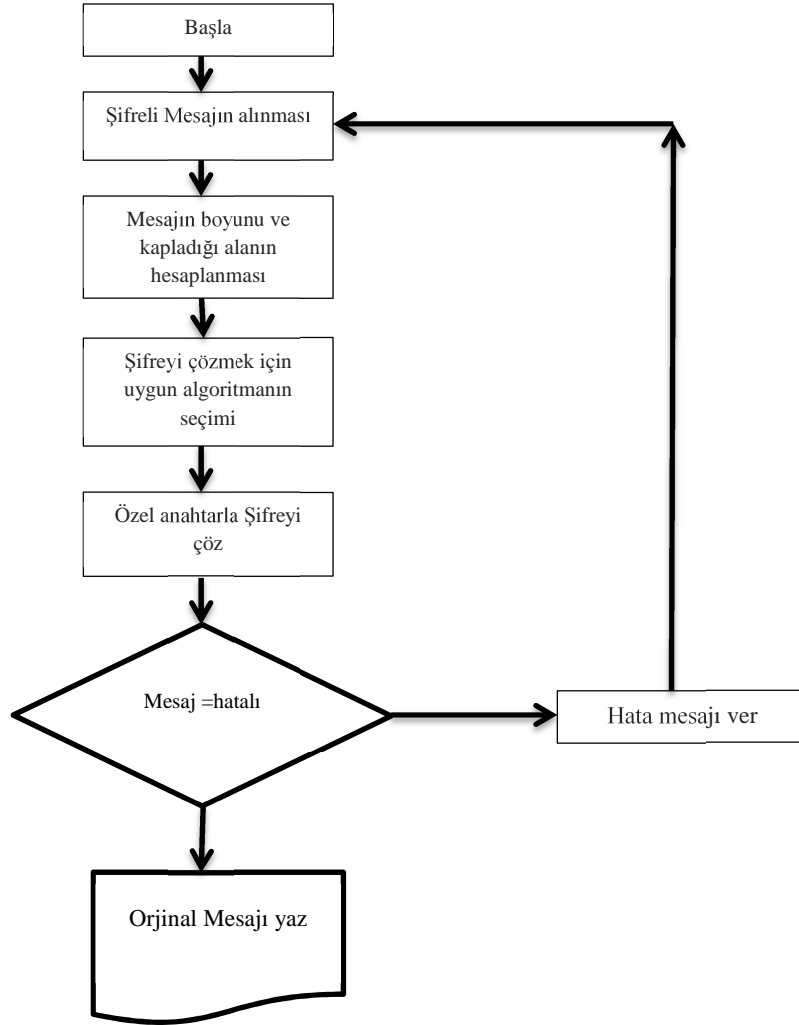 Başla
Şifreli Mesajın alınması
Mesajın boyunu ve
kapladığı alanın
hesaplanması
Şifreyi çözmek için
uygun algoritmanın
seçimi
Özel anahtarla Şifreyi
çöz
Mesaj =hatalı
Hata mesajı ver
Orjinal Mesajı yaz